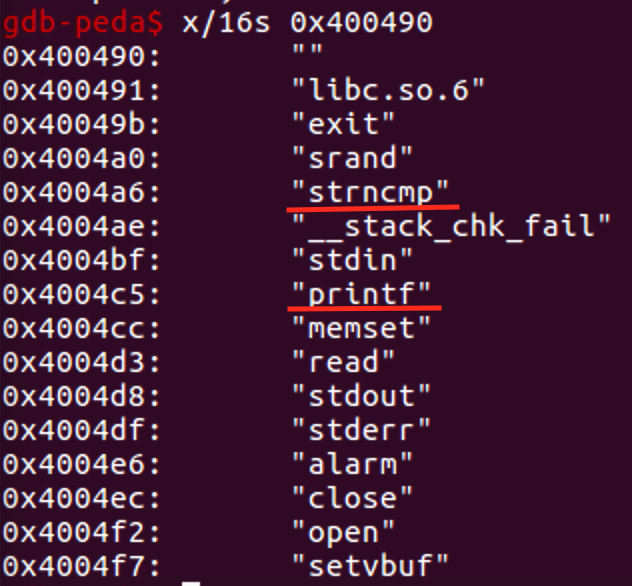 gdb-peda$ x/16s 0x400490
0x400490: ""
0x400491: "libc.so.6"
0x40049b: "exit"
0x4004a0: "srand"
0x4004a6: "strncmp"
0x4004ae: "__stack_chk_fail"
0x4004bf: "stdin"
0x4004c5: "printf"
0x4004cc: "memset"
0x4004d3: "read"
0x4004d8: "stdout"
0x4004df: "stderr"
0x4004e6: "alarm"
0x4004ec: "close"
0x4004f2: "open"
0x4004f7: "setvbuf"